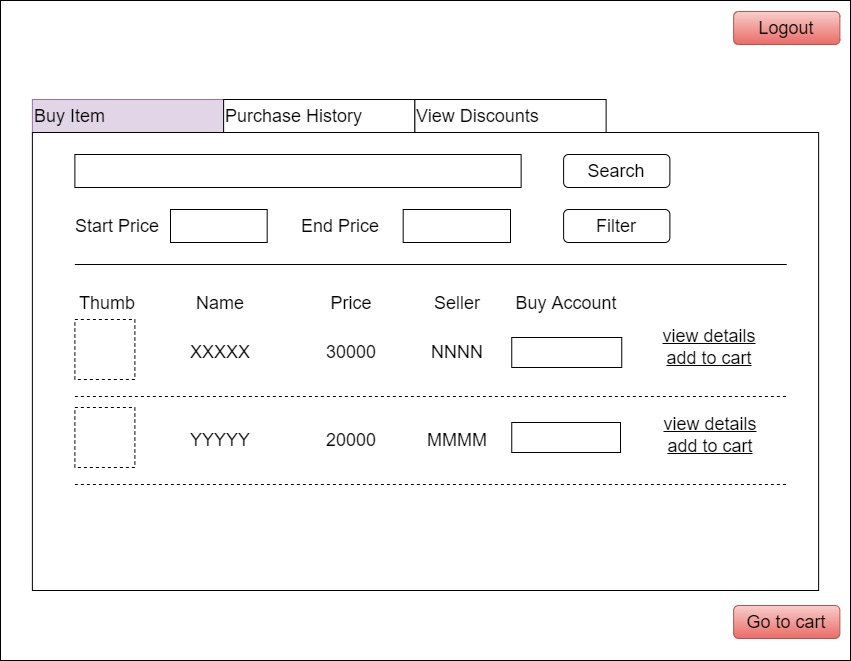 Logout
Buy Item
Purchase History
View Discounts
Search
Start Price
End Price
Filter
Thumb
Name
Price
Seller
Buy Account
XXXXX
30000
NNNN
view details
add to cart
YYYYY
20000
MMMM
view details
add to cart
Go to cart